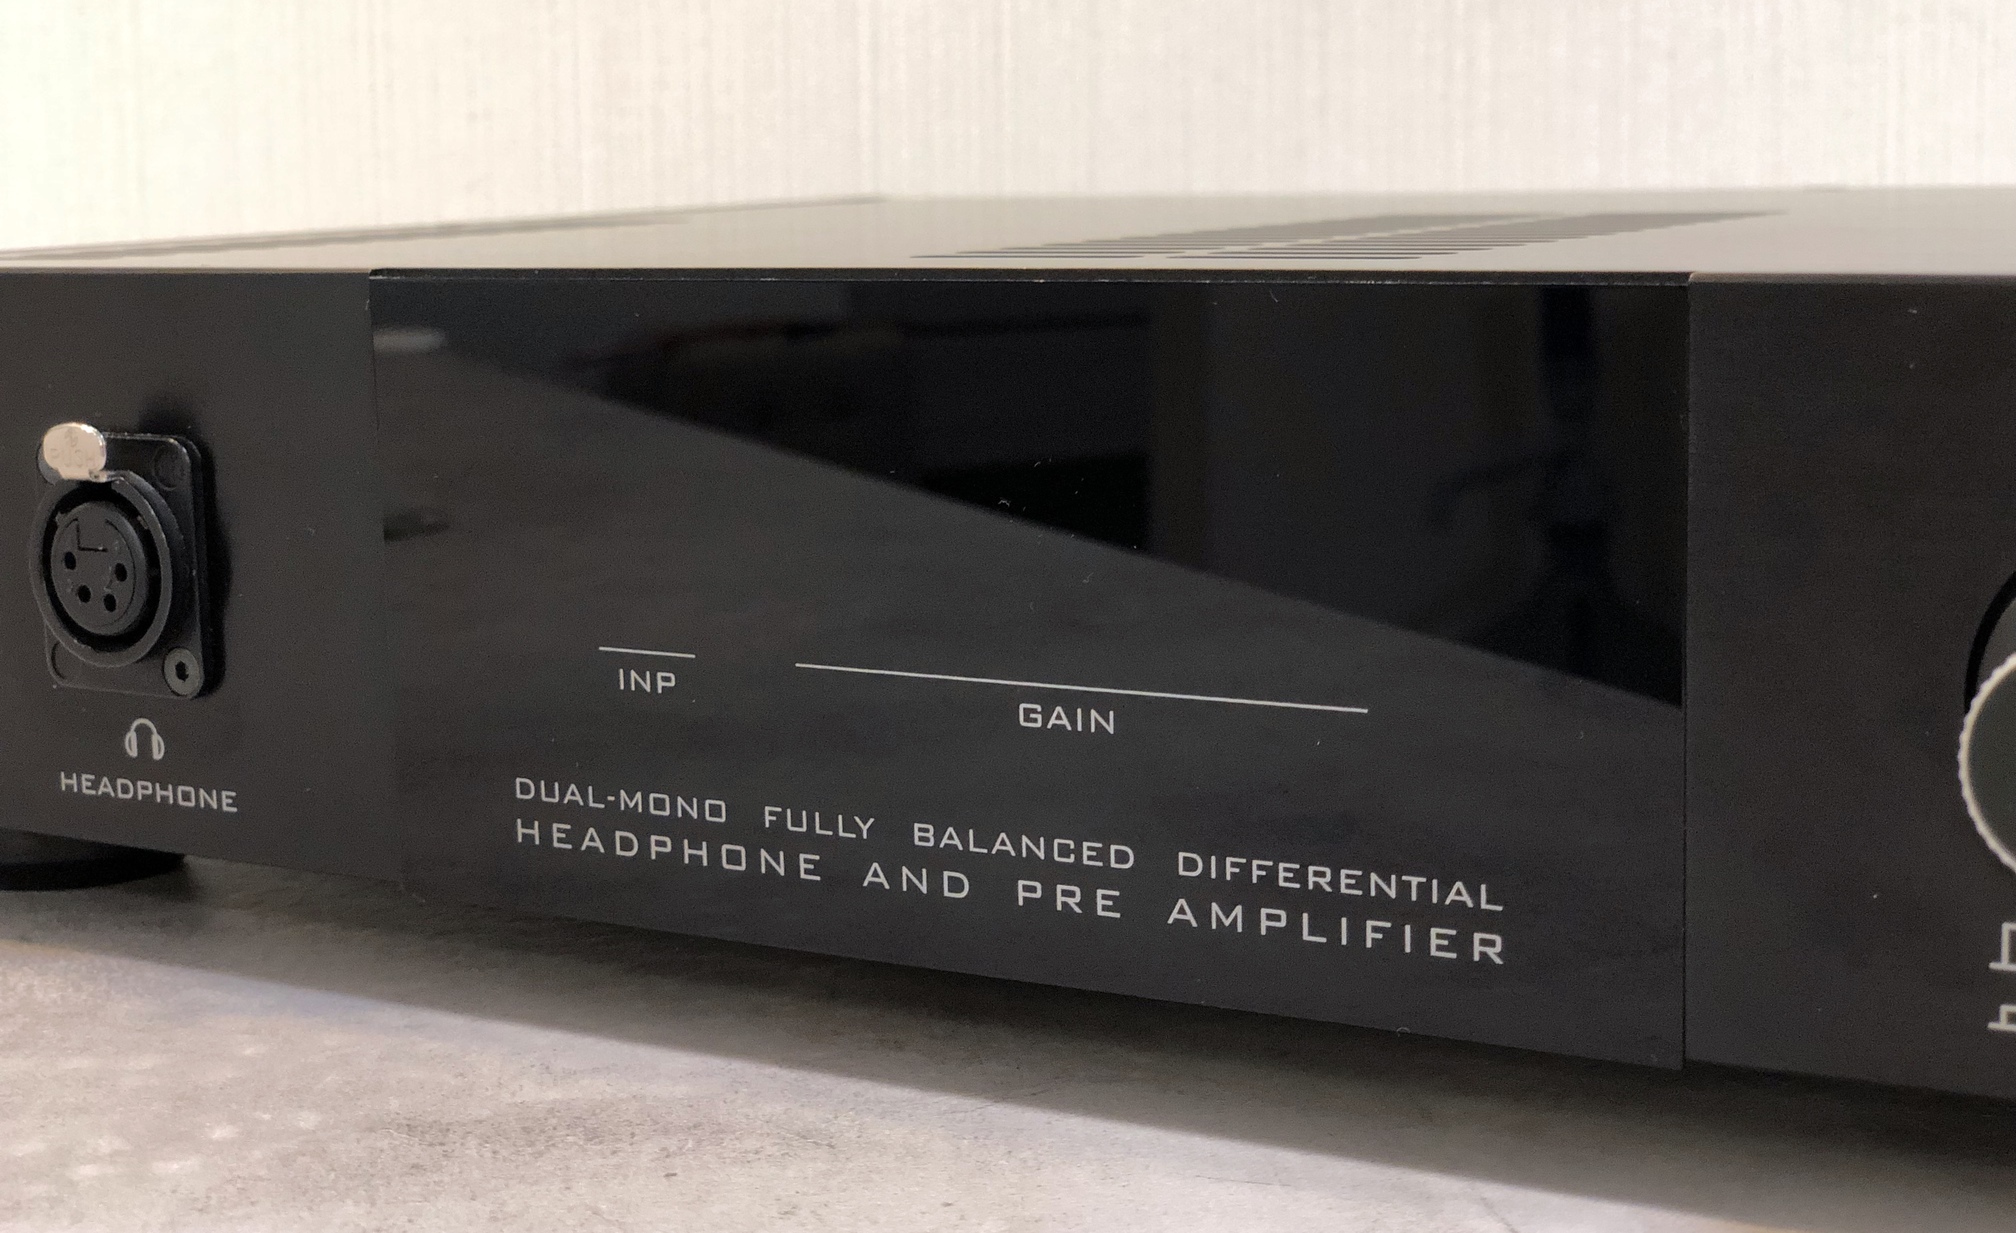 HEADPHONE
INP
GAIN
DUAL-MONO FULLY BALANCED DIFFERENTIAL
HEADPHONE AND PRE AMPLIFIER